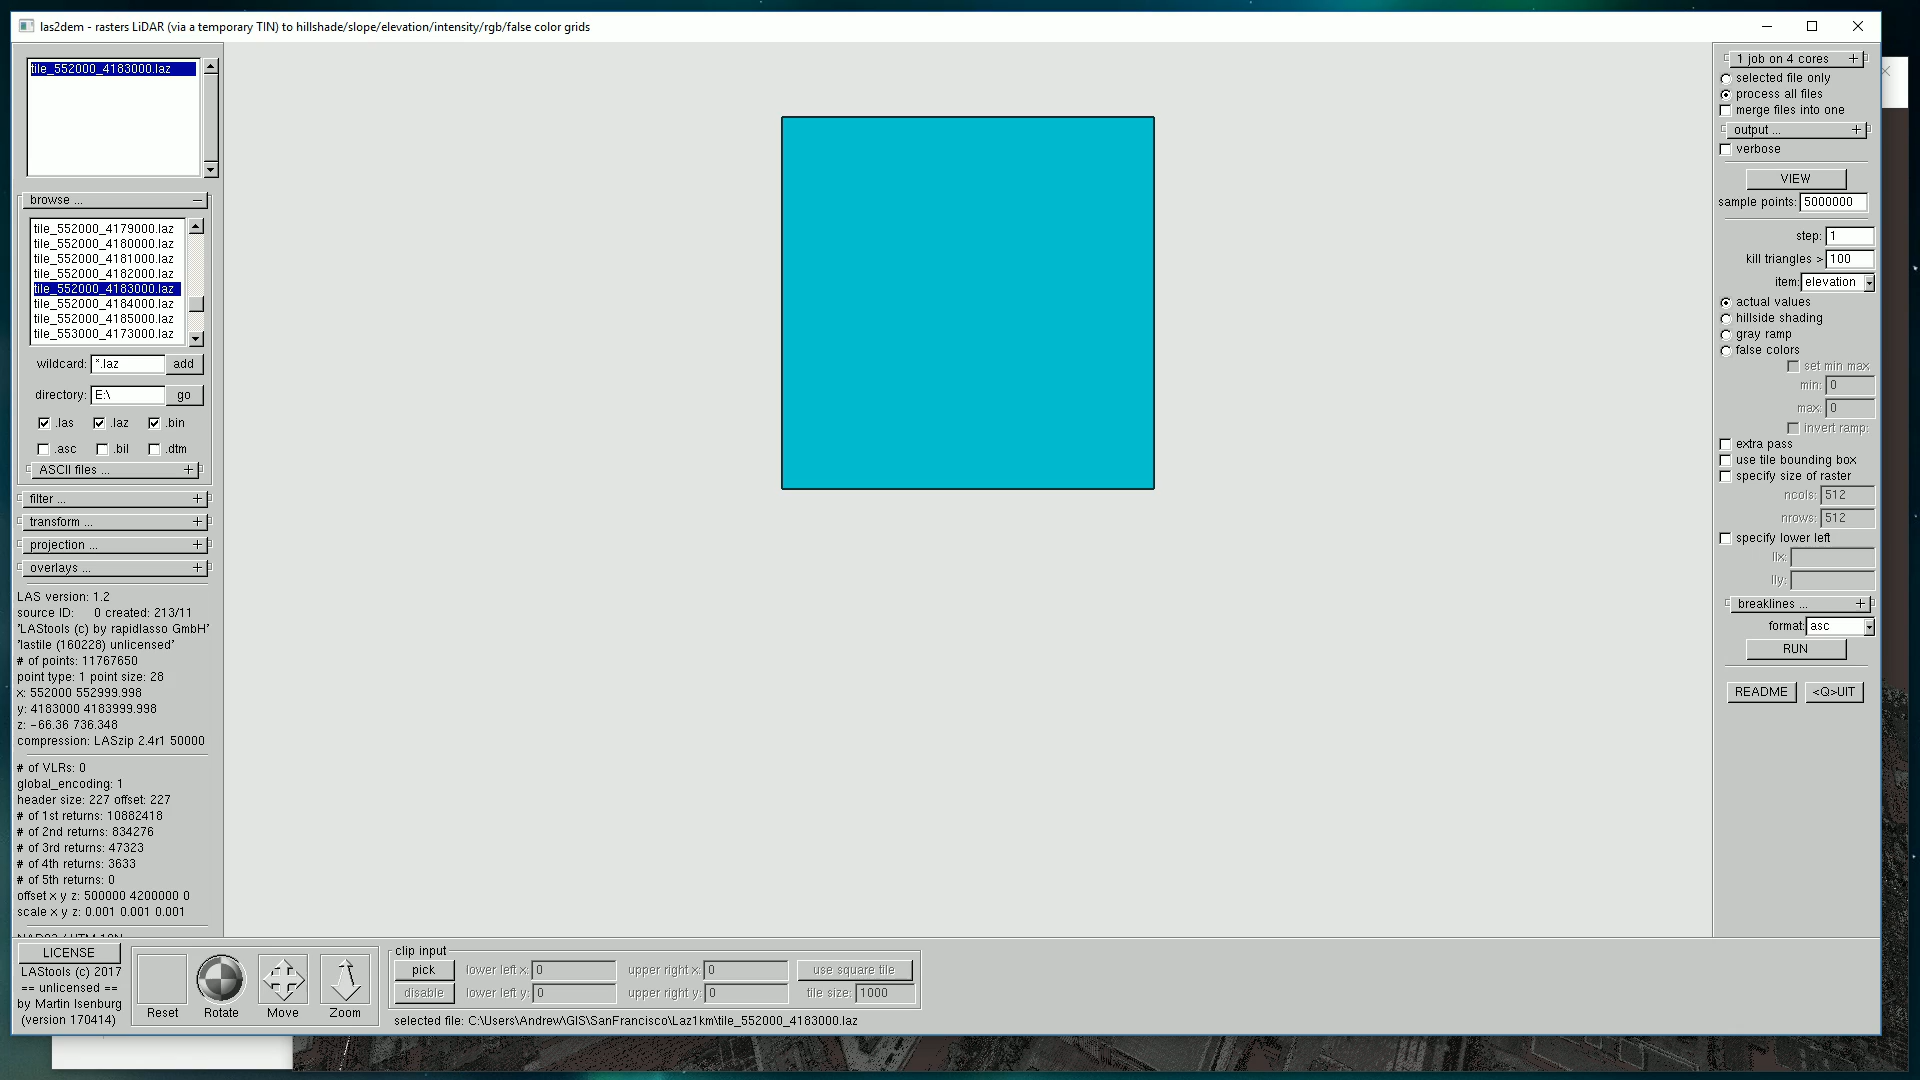 las2dem - rasters LiDAR (via a temporary TIN) to hillshade/slope/elevation/intensity/rgb/false color grids
tile_552000_4183000.laz
browse ...
tile_552000_4179000.laz
tile_552000_4180000.laz
tile_552000_4181000.laz
tile_552000_4182000.laz
tile_552000_4183000.laz
tile_552000_4184000.laz
tile_552000_4185000.laz
tile_553000_4173000.laz
wildcard: *.laz add
directory: E:\ go
.las .laz .bin
.asc .bil .dtm
ASCII files ... +
filter ... +
transform ... +
projection ... +
overlays ... +
LAS version: 1.2
source ID: 0 created: 213/11
'LAStools (c) by rapidlasso GmbH'
'lastile (160228) unlicensed'
# of points: 11767650
point type: 1 point size: 28
x: 552000 552999.998
y: 4183000 4183999.998
z: -66.36 736.348
compression: LASzip 2.4r1 50000
# of VLRs: 0
global_encoding: 1
header size: 227 offset: 227
# of 1st returns: 10882418
# of 2nd returns: 834276
# of 3rd returns: 47323
# of 4th returns: 3633
# of 5th returns: 0
offset x y z: 500000 4200000 0
scale x y z: 0.001 0.001 0.001
LICENSE
LAStools (c) 2017
== unlicensed ==
by Martin Isenburg
(version 170414)
Reset Rotate Move Zoom
clip input
pick lower left x: 0 upper right x: 0 use square tile
disable lower left y: 0 upper right y: 0 tile size: 1000
selected file: C:\Users\Andrew\GIS\SanFrancisco\Laz1km\tile_552000_4183000.laz
1 job on 4 cores +
selected file only
process all files
merge files into one
output ... +
verbose
VIEW
sample points: 5000000
step: 1
kill triangles > 100
item: elevation
actual values
hillside shading
gray ramp
false colors
set min max
min: 0
max: 0
invert ramp:
extra pass
use tile bounding box
specify size of raster
ncols: 512
nrows: 512
specify lower left
llx:
lly:
breaklines ... +
format: asc
RUN
README <Q>UIT